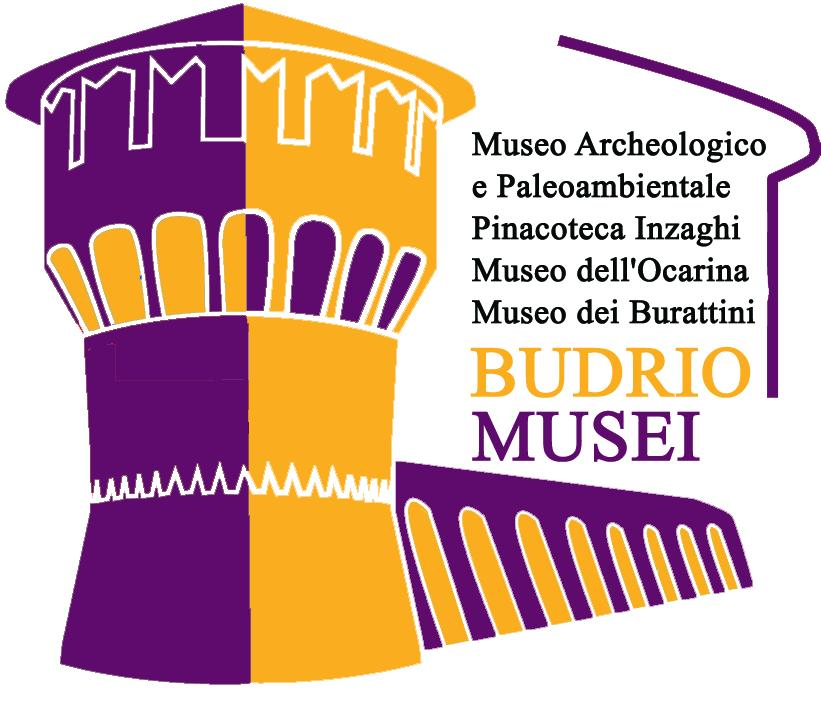 Museo Archeologico
e Paleoambientale
Pinacoteca Inzaghi
Museo dell'Ocarina
Museo dei Burattini
BUDRIO
MUSEI